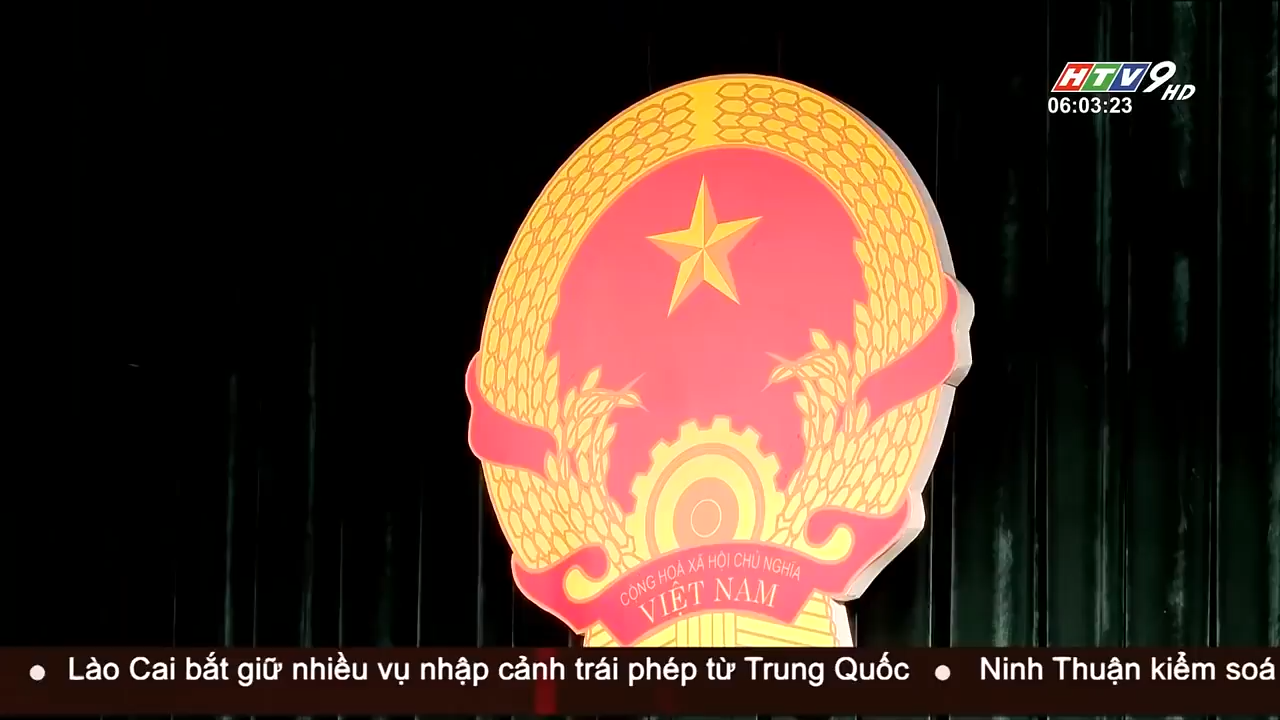 HTV9 HD
06:03:23
CỘNG HOÀ XÃ HỘI CHỦ NGHĨA
VIỆT NAM
• Lào Cai bắt giữ nhiều vụ nhập cảnh trái phép từ Trung Quốc • Ninh Thuận kiểm soá